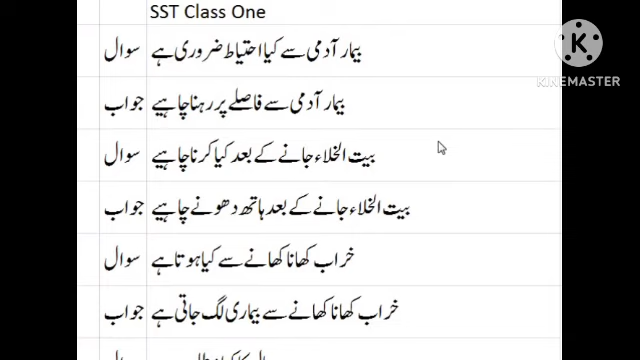 SST Class One
سوال بیمار آدمی سے کیا احتیاط ضروری ہے
جواب بیمار آدمی سے فاصلے پر رہنا چاہیے
سوال بیت الخلاء جانے کے بعد کیا کرنا چاہیے
جواب بیت الخلاء جانے کے بعد ہاتھ دھونے چاہیے
سوال خراب کھانا کھانے سے کیا ہوتا ہے
جواب خراب کھانا کھانے سے بیماری لگ جاتی ہے
KINEMASTER